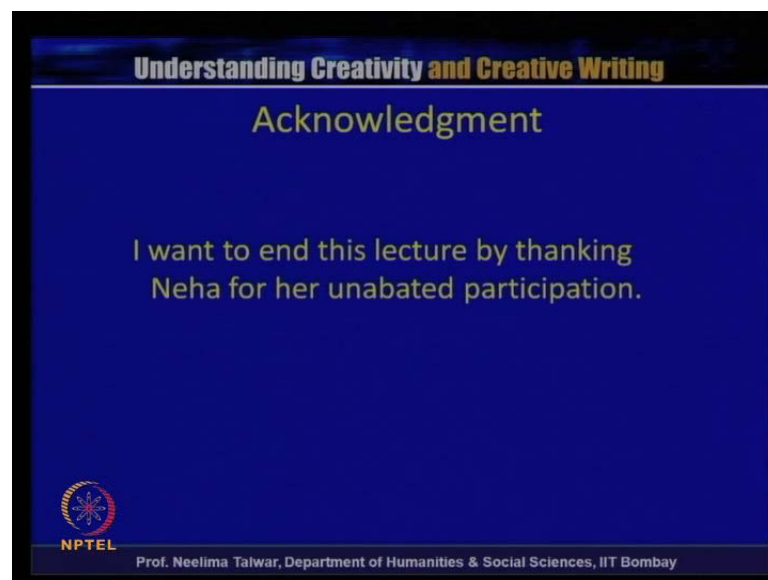 Understanding Creativity and Creative Writing
Acknowledgment
I want to end this lecture by thanking
Neha for her unabated participation.
NPTEL
Prof. Neelima Talwar, Department of Humanities & Social Sciences, IIT Bombay